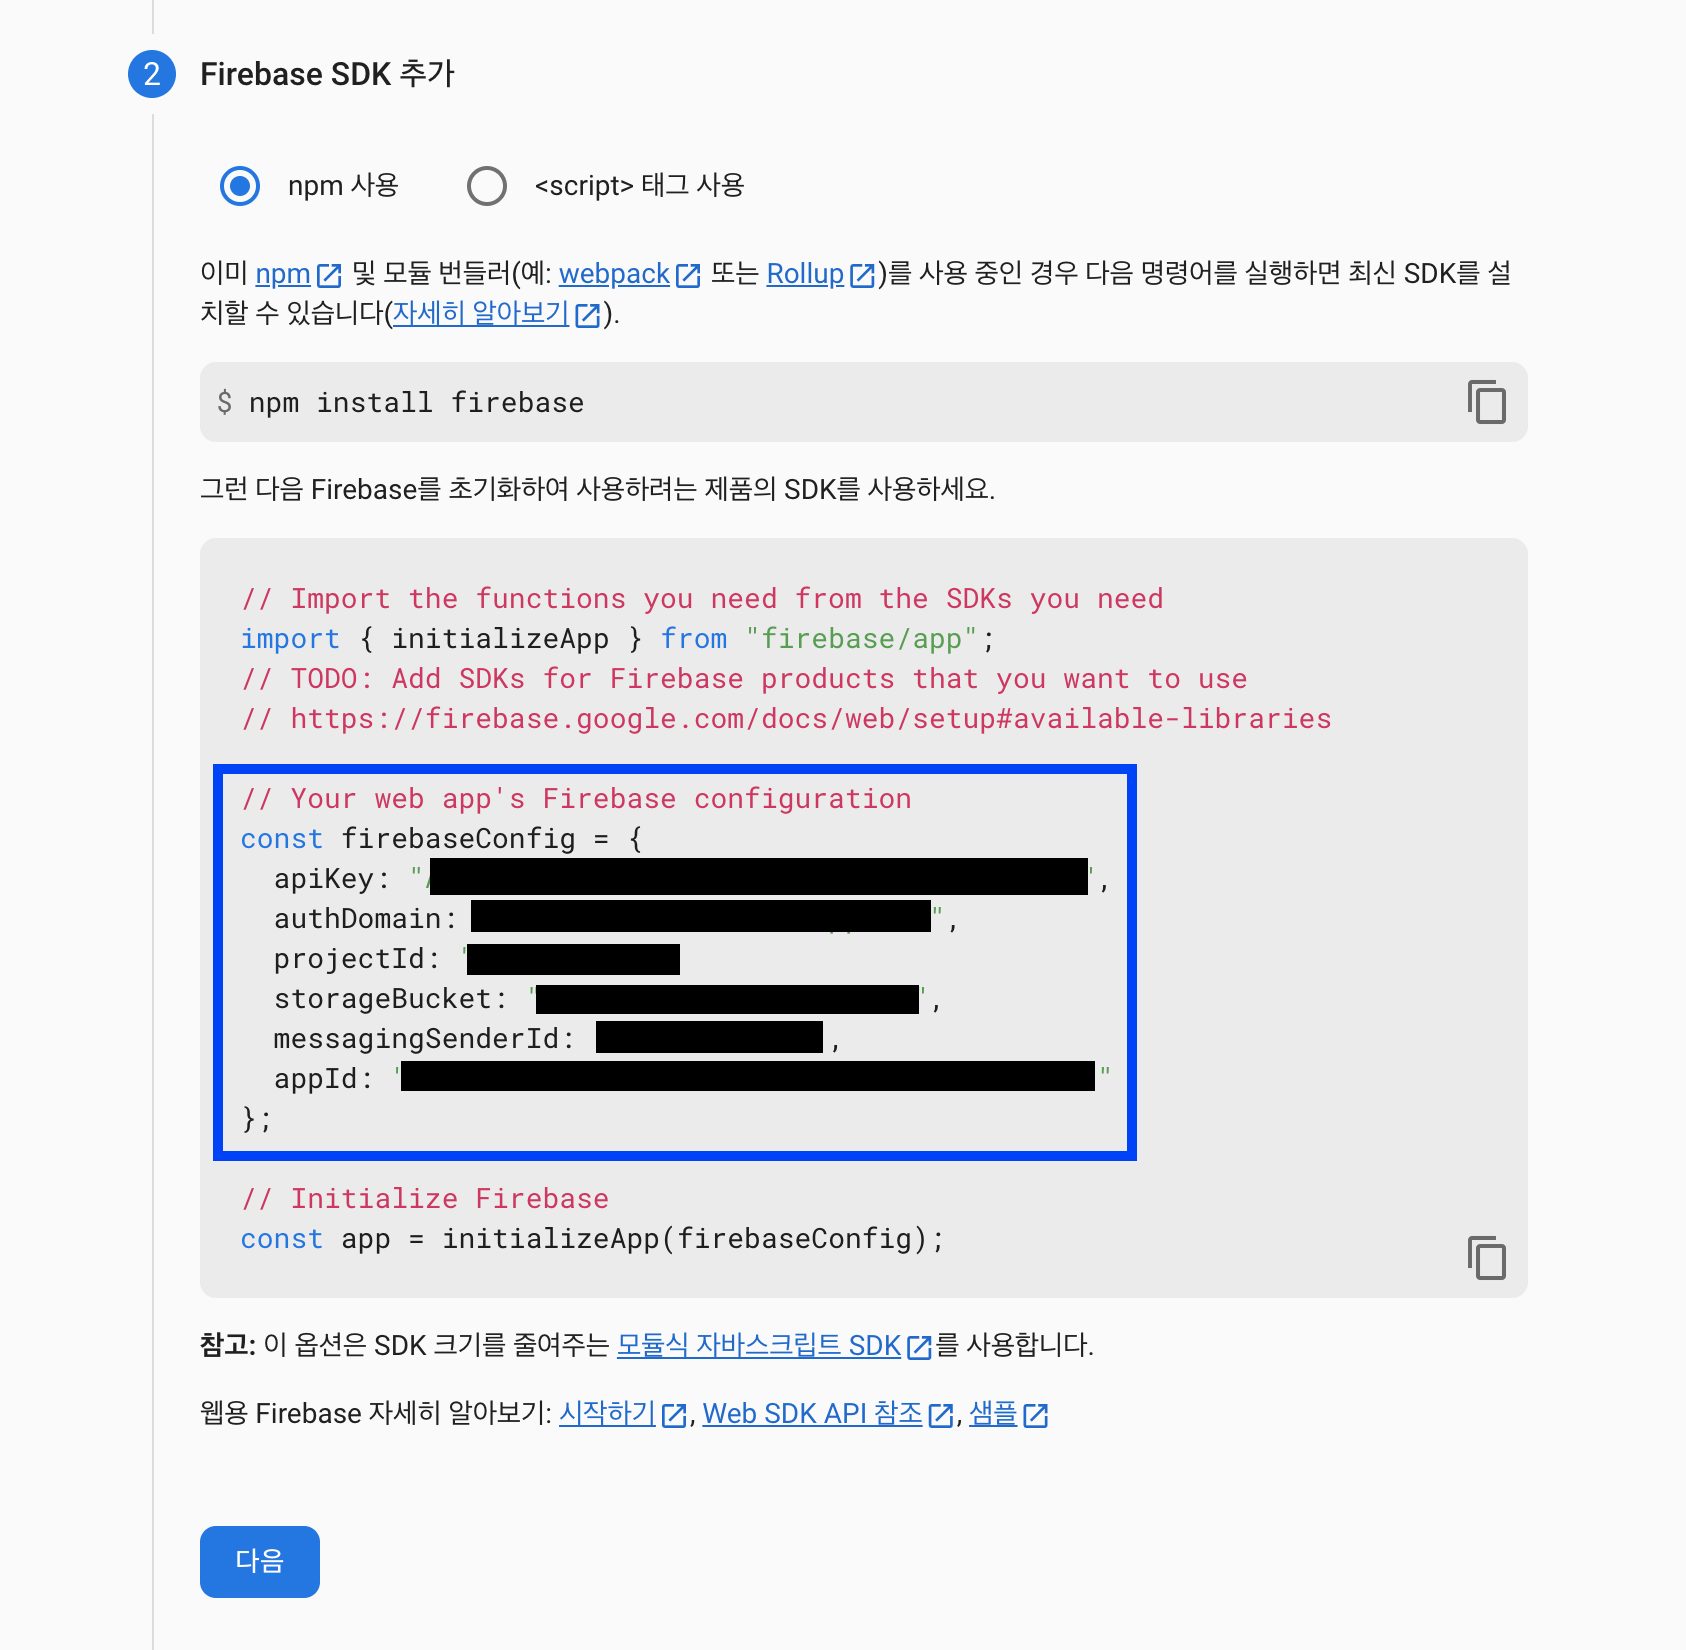 2 Firebase SDK 추가
npm 사용 <script> 태그 사용
이미 npm 및 모듈 번들러(예: webpack 또는 Rollup)를 사용 중인 경우 다음 명령어를 실행하면 최신 SDK를 설
치할 수 있습니다(자세히 알아보기).
$ npm install firebase
그런 다음 Firebase를 초기화하여 사용하려는 제품의 SDK를 사용하세요.
// Import the functions you need from the SDKs you need
import { initializeApp } from "firebase/app";
// TODO: Add SDKs for Firebase products that you want to use
// https://firebase.google.com/docs/web/setup#available-libraries
// Your web app's Firebase configuration
const firebaseConfig = {
apiKey: "",
authDomain: ",
projectId: "
storageBucket: "",
messagingSenderId: ,
appId: ""
};
// Initialize Firebase
const app = initializeApp(firebaseConfig);
참고: 이 옵션은 SDK 크기를 줄여주는 모듈식 자바스크립트 SDK를 사용합니다.
웹용 Firebase 자세히 알아보기: 시작하기, Web SDK API 참조, 샘플
다음